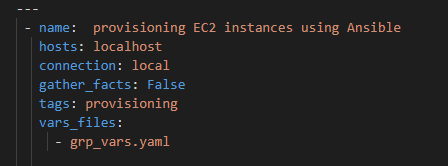 ---
- name:  provisioning EC2 instances using Ansible
hosts: localhost
connection: local
gather_facts: False
tags: provisioning
vars_files:
- grp_vars.yaml